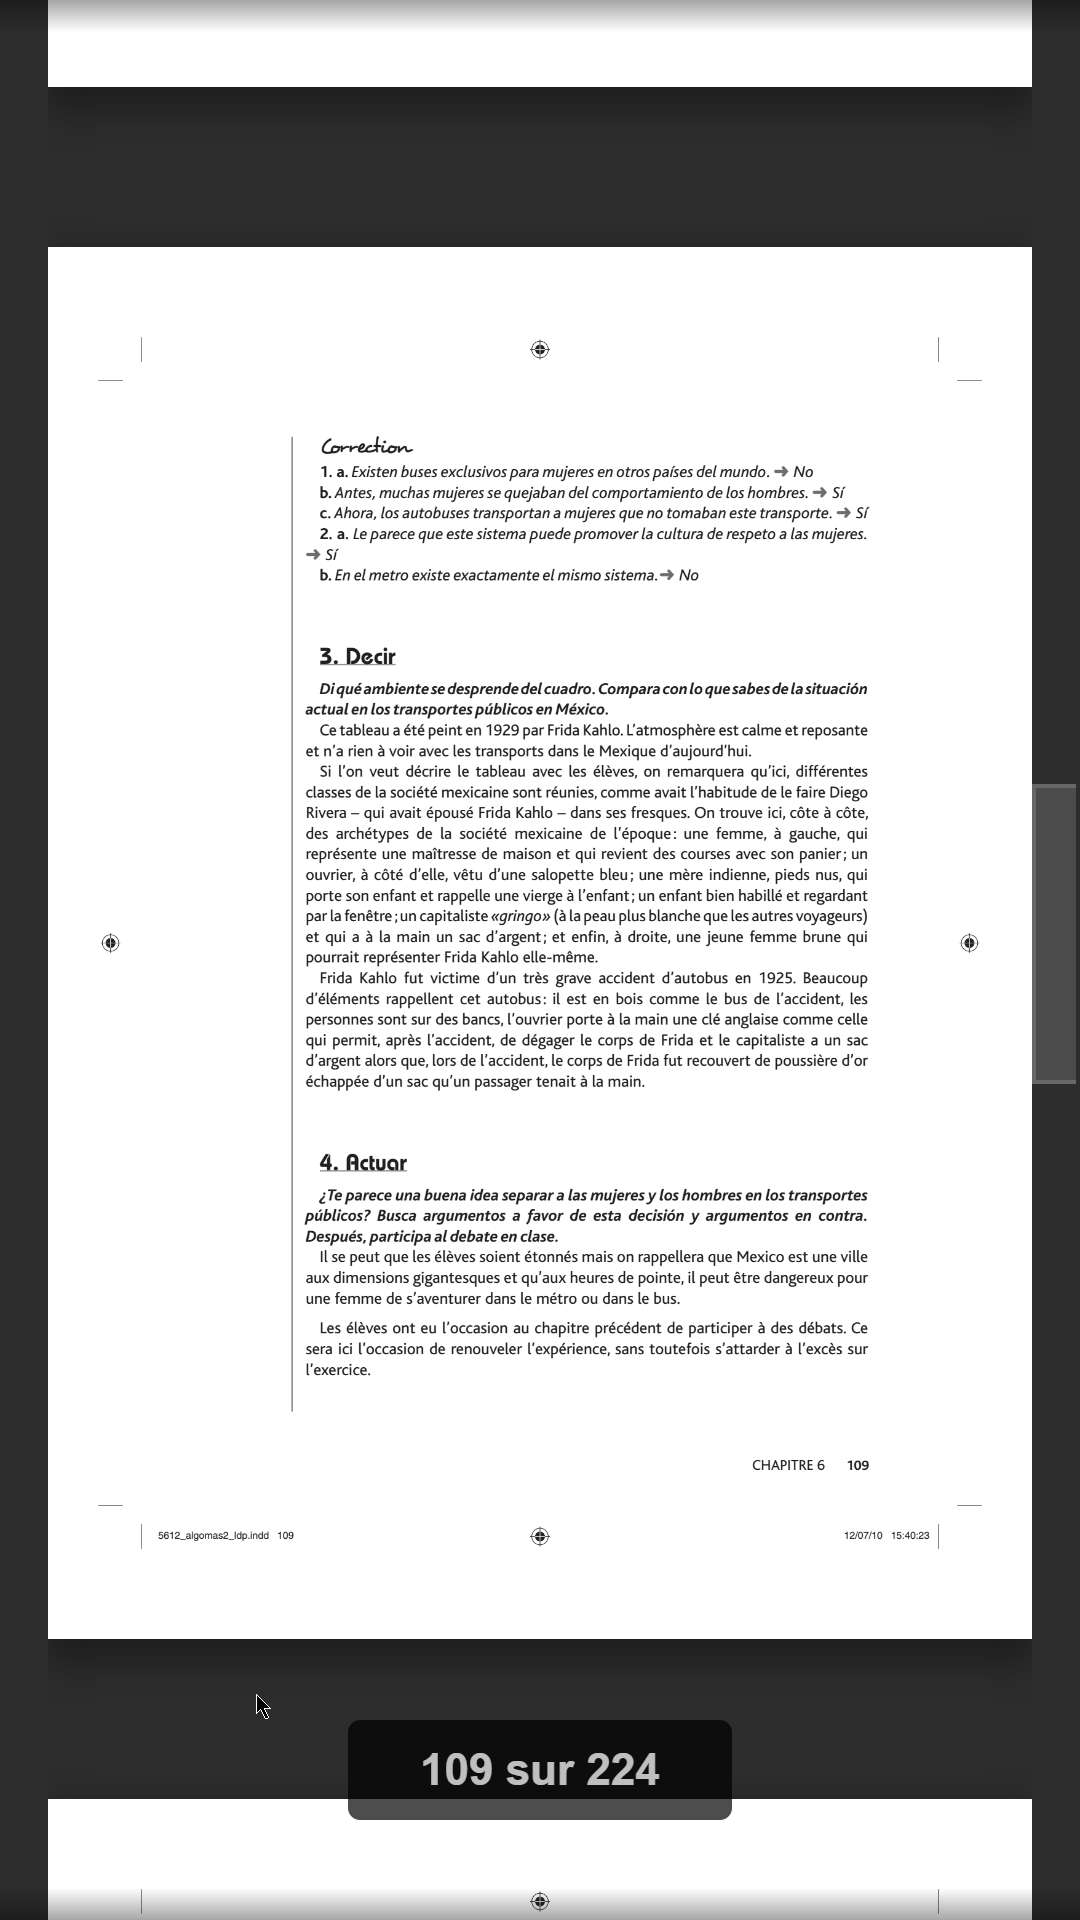 Correction
1. a. Existen buses exclusivos para mujeres en otros países del mundo. ➜ No
b. Antes, muchas mujeres se quejaban del comportamiento de los hombres. ➜ Sí
c. Ahora, los autobuses transportan a mujeres que no tomaban este transporte. ➜ Sí
2. a. Le parece que este sistema puede promover la cultura de respeto a las mujeres.
➜ Sí
b. En el metro existe exactamente el mismo sistema.➜ No
3. Decir
Di qué ambiente se desprende del cuadro. Compara con lo que sabes de la situación
actual en los transportes públicos en México.
Ce tableau a été peint en 1929 par Frida Kahlo. L'atmosphère est calme et reposante
et n'a rien à voir avec les transports dans le Mexique d'aujourd'hui.
Si l'on veut décrire le tableau avec les élèves, on remarquera qu'ici, différentes
classes de la société mexicaine sont réunies, comme avait l'habitude de le faire Diego
Rivera – qui avait épousé Frida Kahlo – dans ses fresques. On trouve ici, côte à côte,
des archétypes de la société mexicaine de l'époque : une femme, à gauche, qui
représente une maîtresse de maison et qui revient des courses avec son panier ; un
ouvrier, à côté d'elle, vêtu d'une salopette bleu ; une mère indienne, pieds nus, qui
porte son enfant et rappelle une vierge à l'enfant ; un enfant bien habillé et regardant
par la fenêtre ; un capitaliste «gringo» (à la peau plus blanche que les autres voyageurs)
et qui a à la main un sac d'argent ; et enfin, à droite, une jeune femme brune qui
pourrait représenter Frida Kahlo elle-même.
Frida Kahlo fut victime d'un très grave accident d'autobus en 1925. Beaucoup
d'éléments rappellent cet autobus : il est en bois comme le bus de l'accident, les
personnes sont sur des bancs, l'ouvrier porte à la main une clé anglaise comme celle
qui permit, après l'accident, de dégager le corps de Frida et le capitaliste a un sac
d'argent alors que, lors de l'accident, le corps de Frida fut recouvert de poussière d'or
échappée d'un sac qu'un passager tenait à la main.
4. Actuar
¿Te parece una buena idea separar a las mujeres y los hombres en los transportes
públicos? Busca argumentos a favor de esta decisión y argumentos en contra.
Después, participa al debate en clase.
Il se peut que les élèves soient étonnés mais on rappellera que Mexico est une ville
aux dimensions gigantesques et qu'aux heures de pointe, il peut être dangereux pour
une femme de s'aventurer dans le métro ou dans le bus.
Les élèves ont eu l'occasion au chapitre précédent de participer à des débats. Ce
sera ici l'occasion de renouveler l'expérience, sans toutefois s'attarder à l'excès sur
l'exercice.
CHAPITRE 6 109
5612_algomas2_ldp.indd 109 12/07/10 15:40:23
109 sur 224